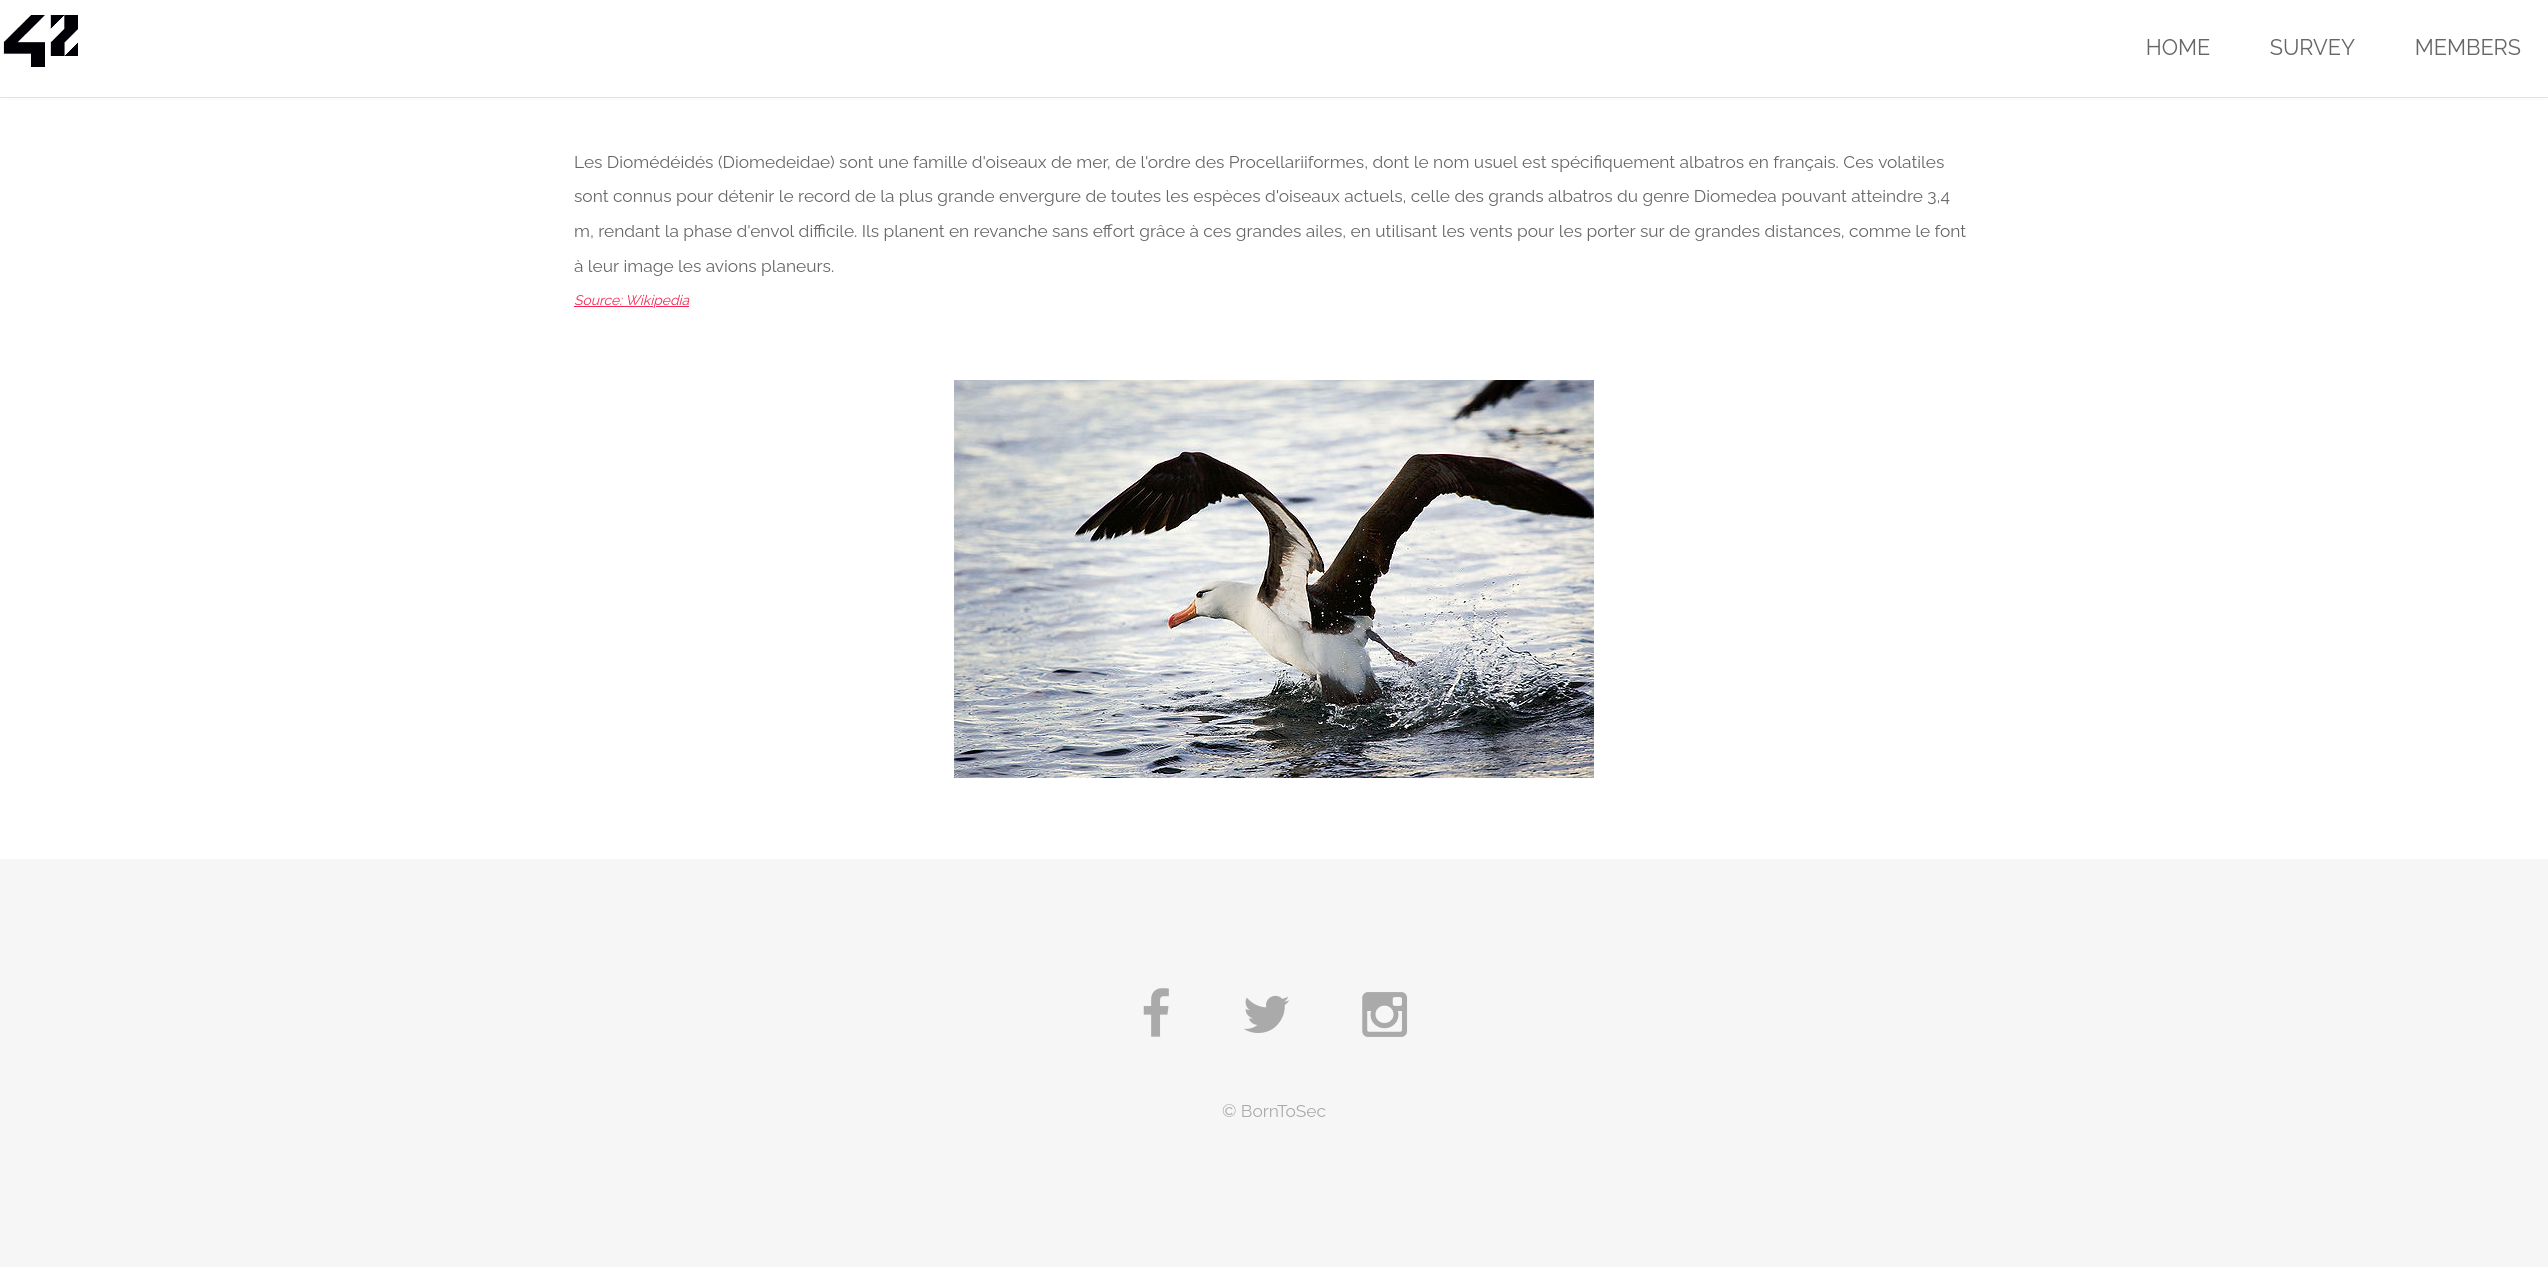 42
HOME SURVEY MEMBERS
Les Diomédéidés (Diomedeidae) sont une famille d'oiseaux de mer, de l'ordre des Procellariiformes, dont le nom usuel est spécifiquement albatros en français. Ces volatiles
sont connus pour détenir le record de la plus grande envergure de toutes les espèces d'oiseaux actuels, celle des grands albatros du genre Diomedea pouvant atteindre 3,4
m, rendant la phase d'envol difficile. Ils planent en revanche sans effort grâce à ces grandes ailes, en utilisant les vents pour les porter sur de grandes distances, comme le font
à leur image les avions planeurs.
Source: Wikipedia
© BornToSec